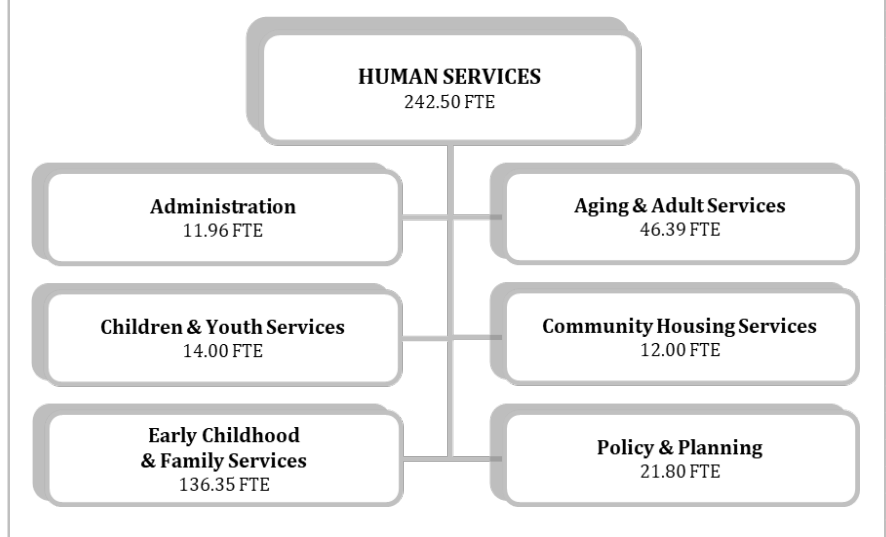 HUMAN SERVICES
242.50 FTE
Administration
11.96 FTE
Aging & Adult Services
46.39 FTE
Children & Youth Services
14.00 FTE
Community Housing Services
12.00 FTE
Early Childhood
& Family Services
136.35 FTE
Policy & Planning
21.80 FTE